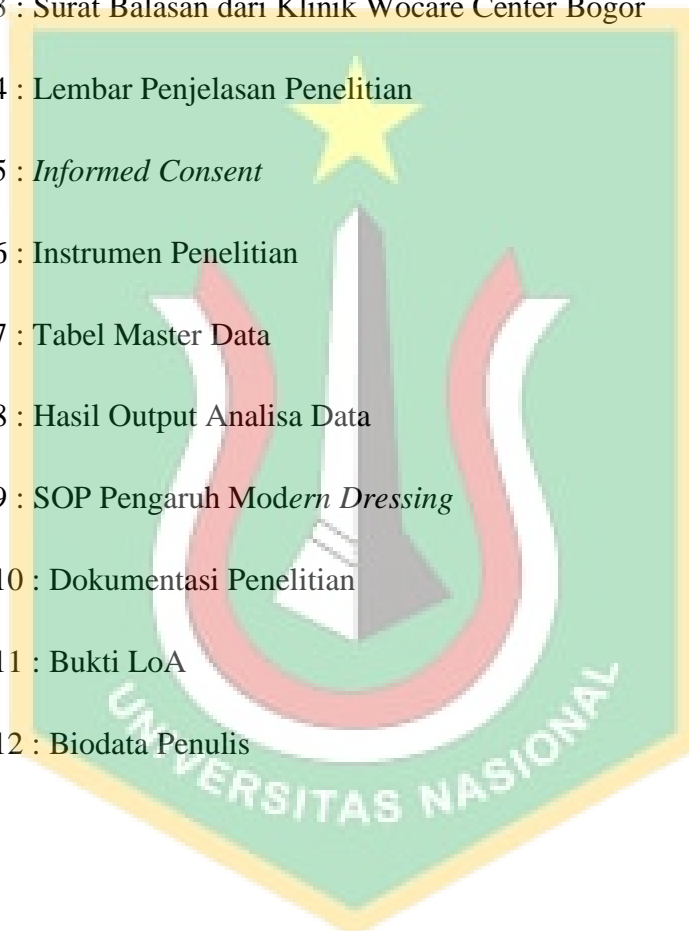 3 : Surat Balasan dari Klinik Wocare Center Bogor
4 : Lembar Penjelasan Penelitian
5 : Informed Consent
6 : Instrumen Penelitian
7 : Tabel Master Data
8 : Hasil Output Analisa Data
9 : SOP Pengaruh Modern Dressing
10 : Dokumentasi Penelitian
11 : Bukti LoA
12 : Biodata Penulis
UNIVERSITAS NASIONAL